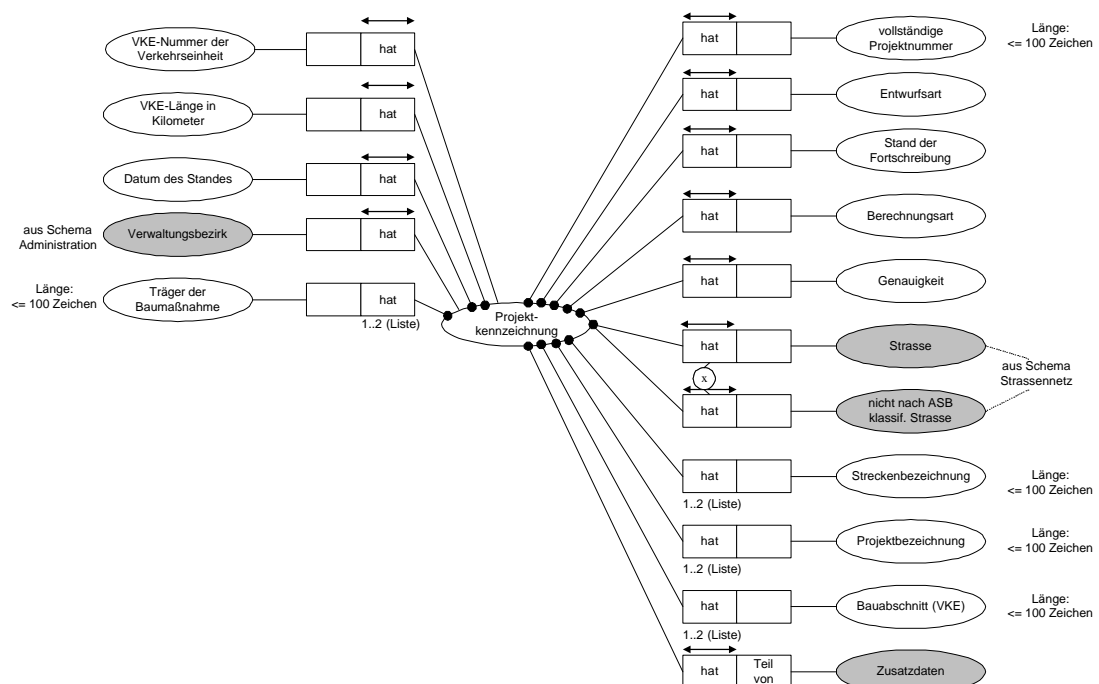 VKE-Nummer der
Verkehrseinheit
hat
VKE-Länge in
Kilometer
hat
Datum des Standes
hat
aus Schema
Administration
Verwaltungsbezirk
hat
Länge:
<= 100 Zeichen
Träger der
Baumaßnahme
hat
1..2 (Liste)
Projekt-
kennzeichnung
hat
vollständige
Projektnummer
Länge:
<= 100 Zeichen
hat
Entwurfsart
hat
Stand der
Fortschreibung
hat
Berechnungsart
hat
Genauigkeit
hat
Strasse
x
aus Schema
Strassennetz
hat
nicht nach ASB
klassif. Strasse
hat
1..2 (Liste)
Streckenbezeichnung
Länge:
<= 100 Zeichen
hat
1..2 (Liste)
Projektbezeichnung
Länge:
<= 100 Zeichen
hat
1..2 (Liste)
Bauabschnitt (VKE)
Länge:
<= 100 Zeichen
hat
Teil
von
Zusatzdaten